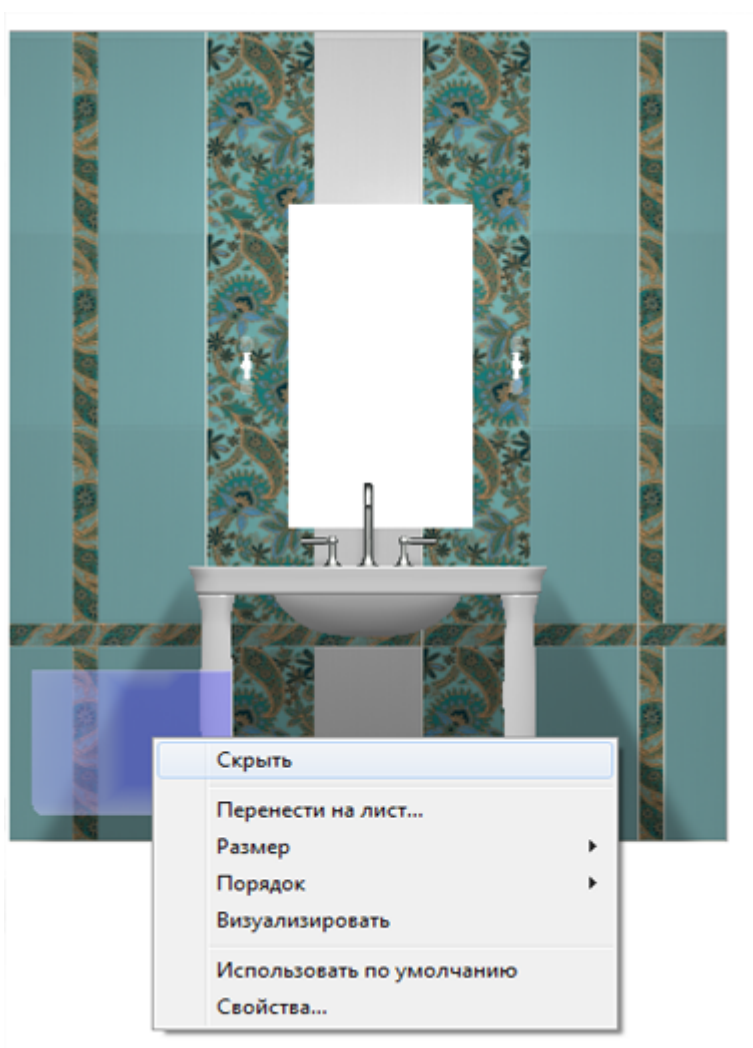 Скрыть
Перенести на лист...
Размер
Порядок
Визуализировать
Использовать по умолчанию
Свойства...